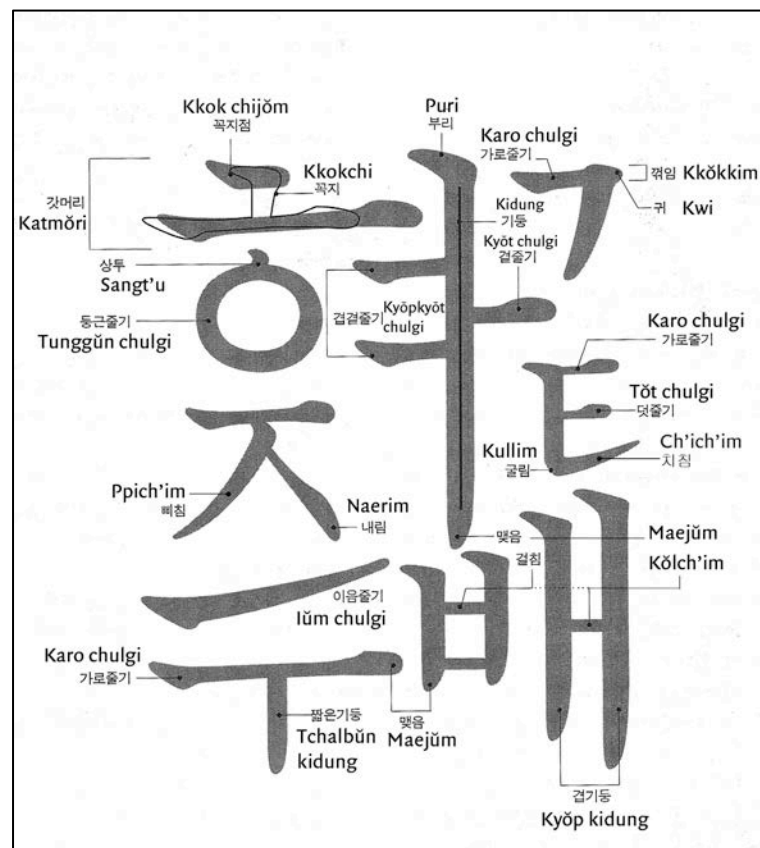 Kkok chijŏm
꼭지점
Kkokchi
꼭지
갓머리
Katmŏri
상투
Sangt'u
둥근줄기
Tunggŭn chulgi
Puri
부리
Kidung
기둥
Kyŏt chulgi
곁줄기
겹곁줄기
Kyŏpkyŏt
chulgi
Karo chulgi
가로줄기
꺾임 Kkŏkkim
귀 Kwi
Karo chulgi
가로줄기
Tŏt chulgi
덧줄기
Ch'ich'im
치침
Kullim
굴림
Ppich'im
삐침
Naerim
내림
맺음 Maejŭm
걸침 Kŏlch'im
이음줄기
Iŭm chulgi
Karo chulgi
가로줄기
짧은기둥
Tchalbŭn
kidung
맺음
Maejŭm
겹기둥
Kyŏp kidung